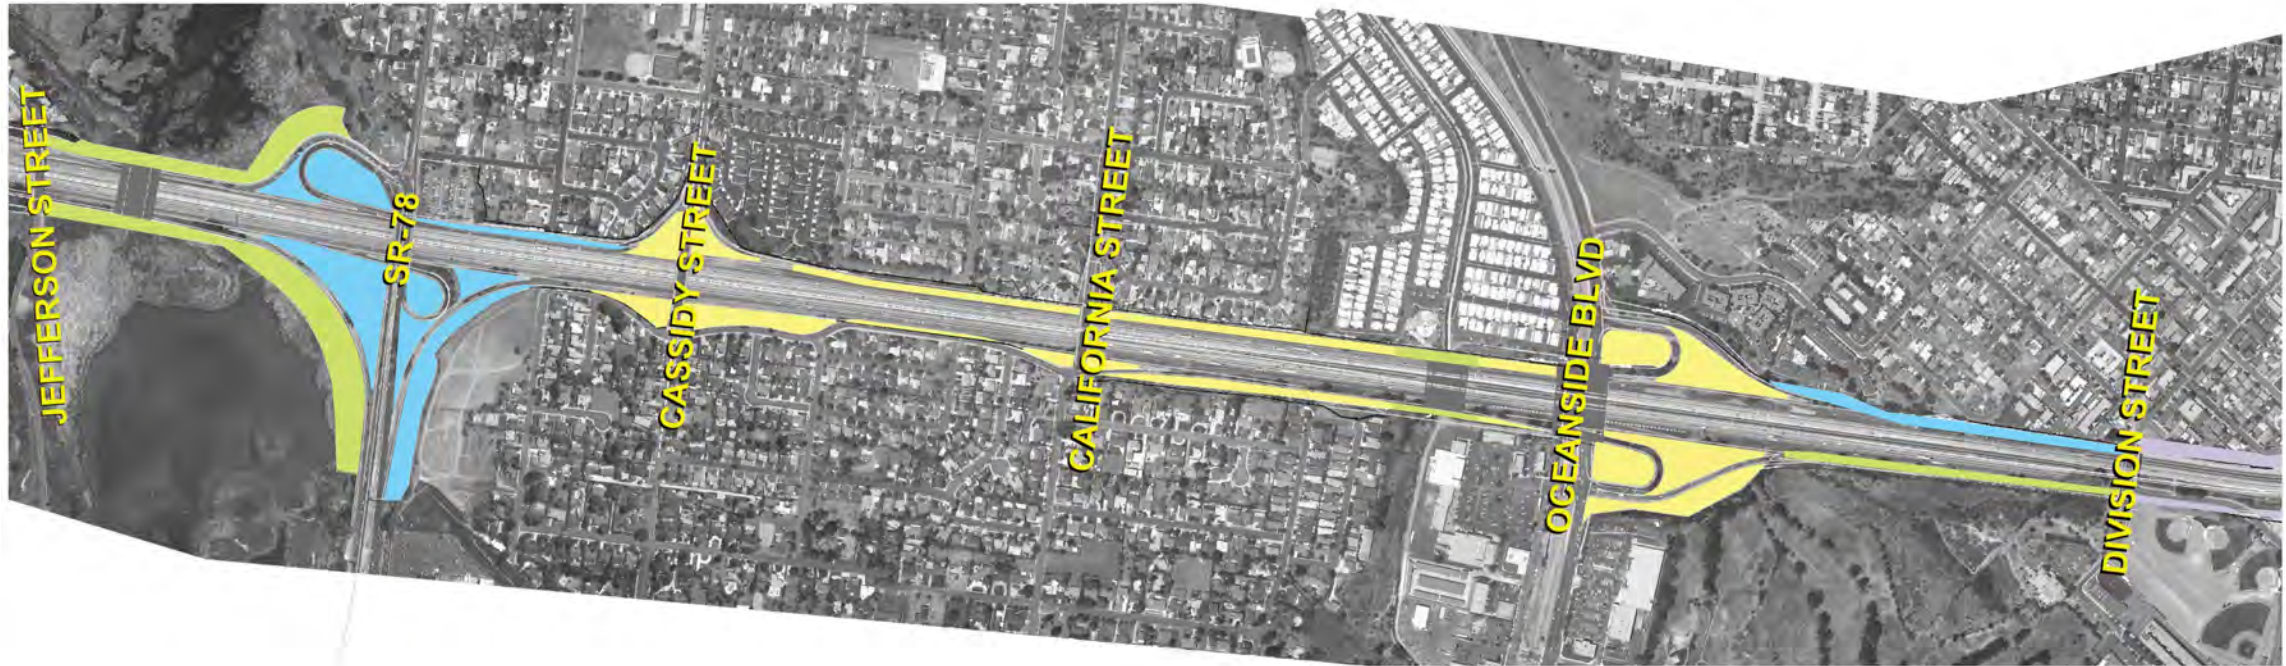 JEFFERSON STREET
SR-78
CASSIDY STREET
CALIFORNIA STREET
OCEANSIDE BLVD
DIVISION STREET